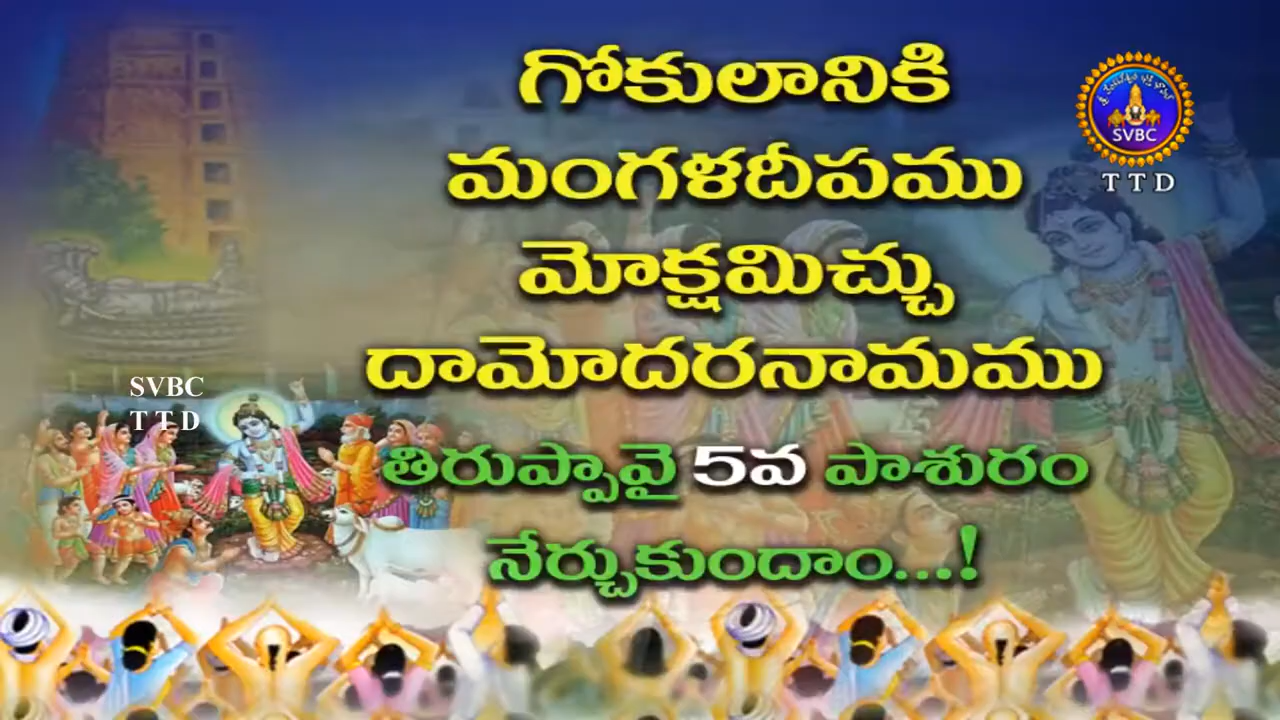 గోకులానికి
మంగళదీపము
మోక్షమిచ్చు
దామోదరనామము
తిరుప్పావై 5వ పాశురం
నేర్చుకుందాం...!
SVBC
TTD
SVBC
TTD